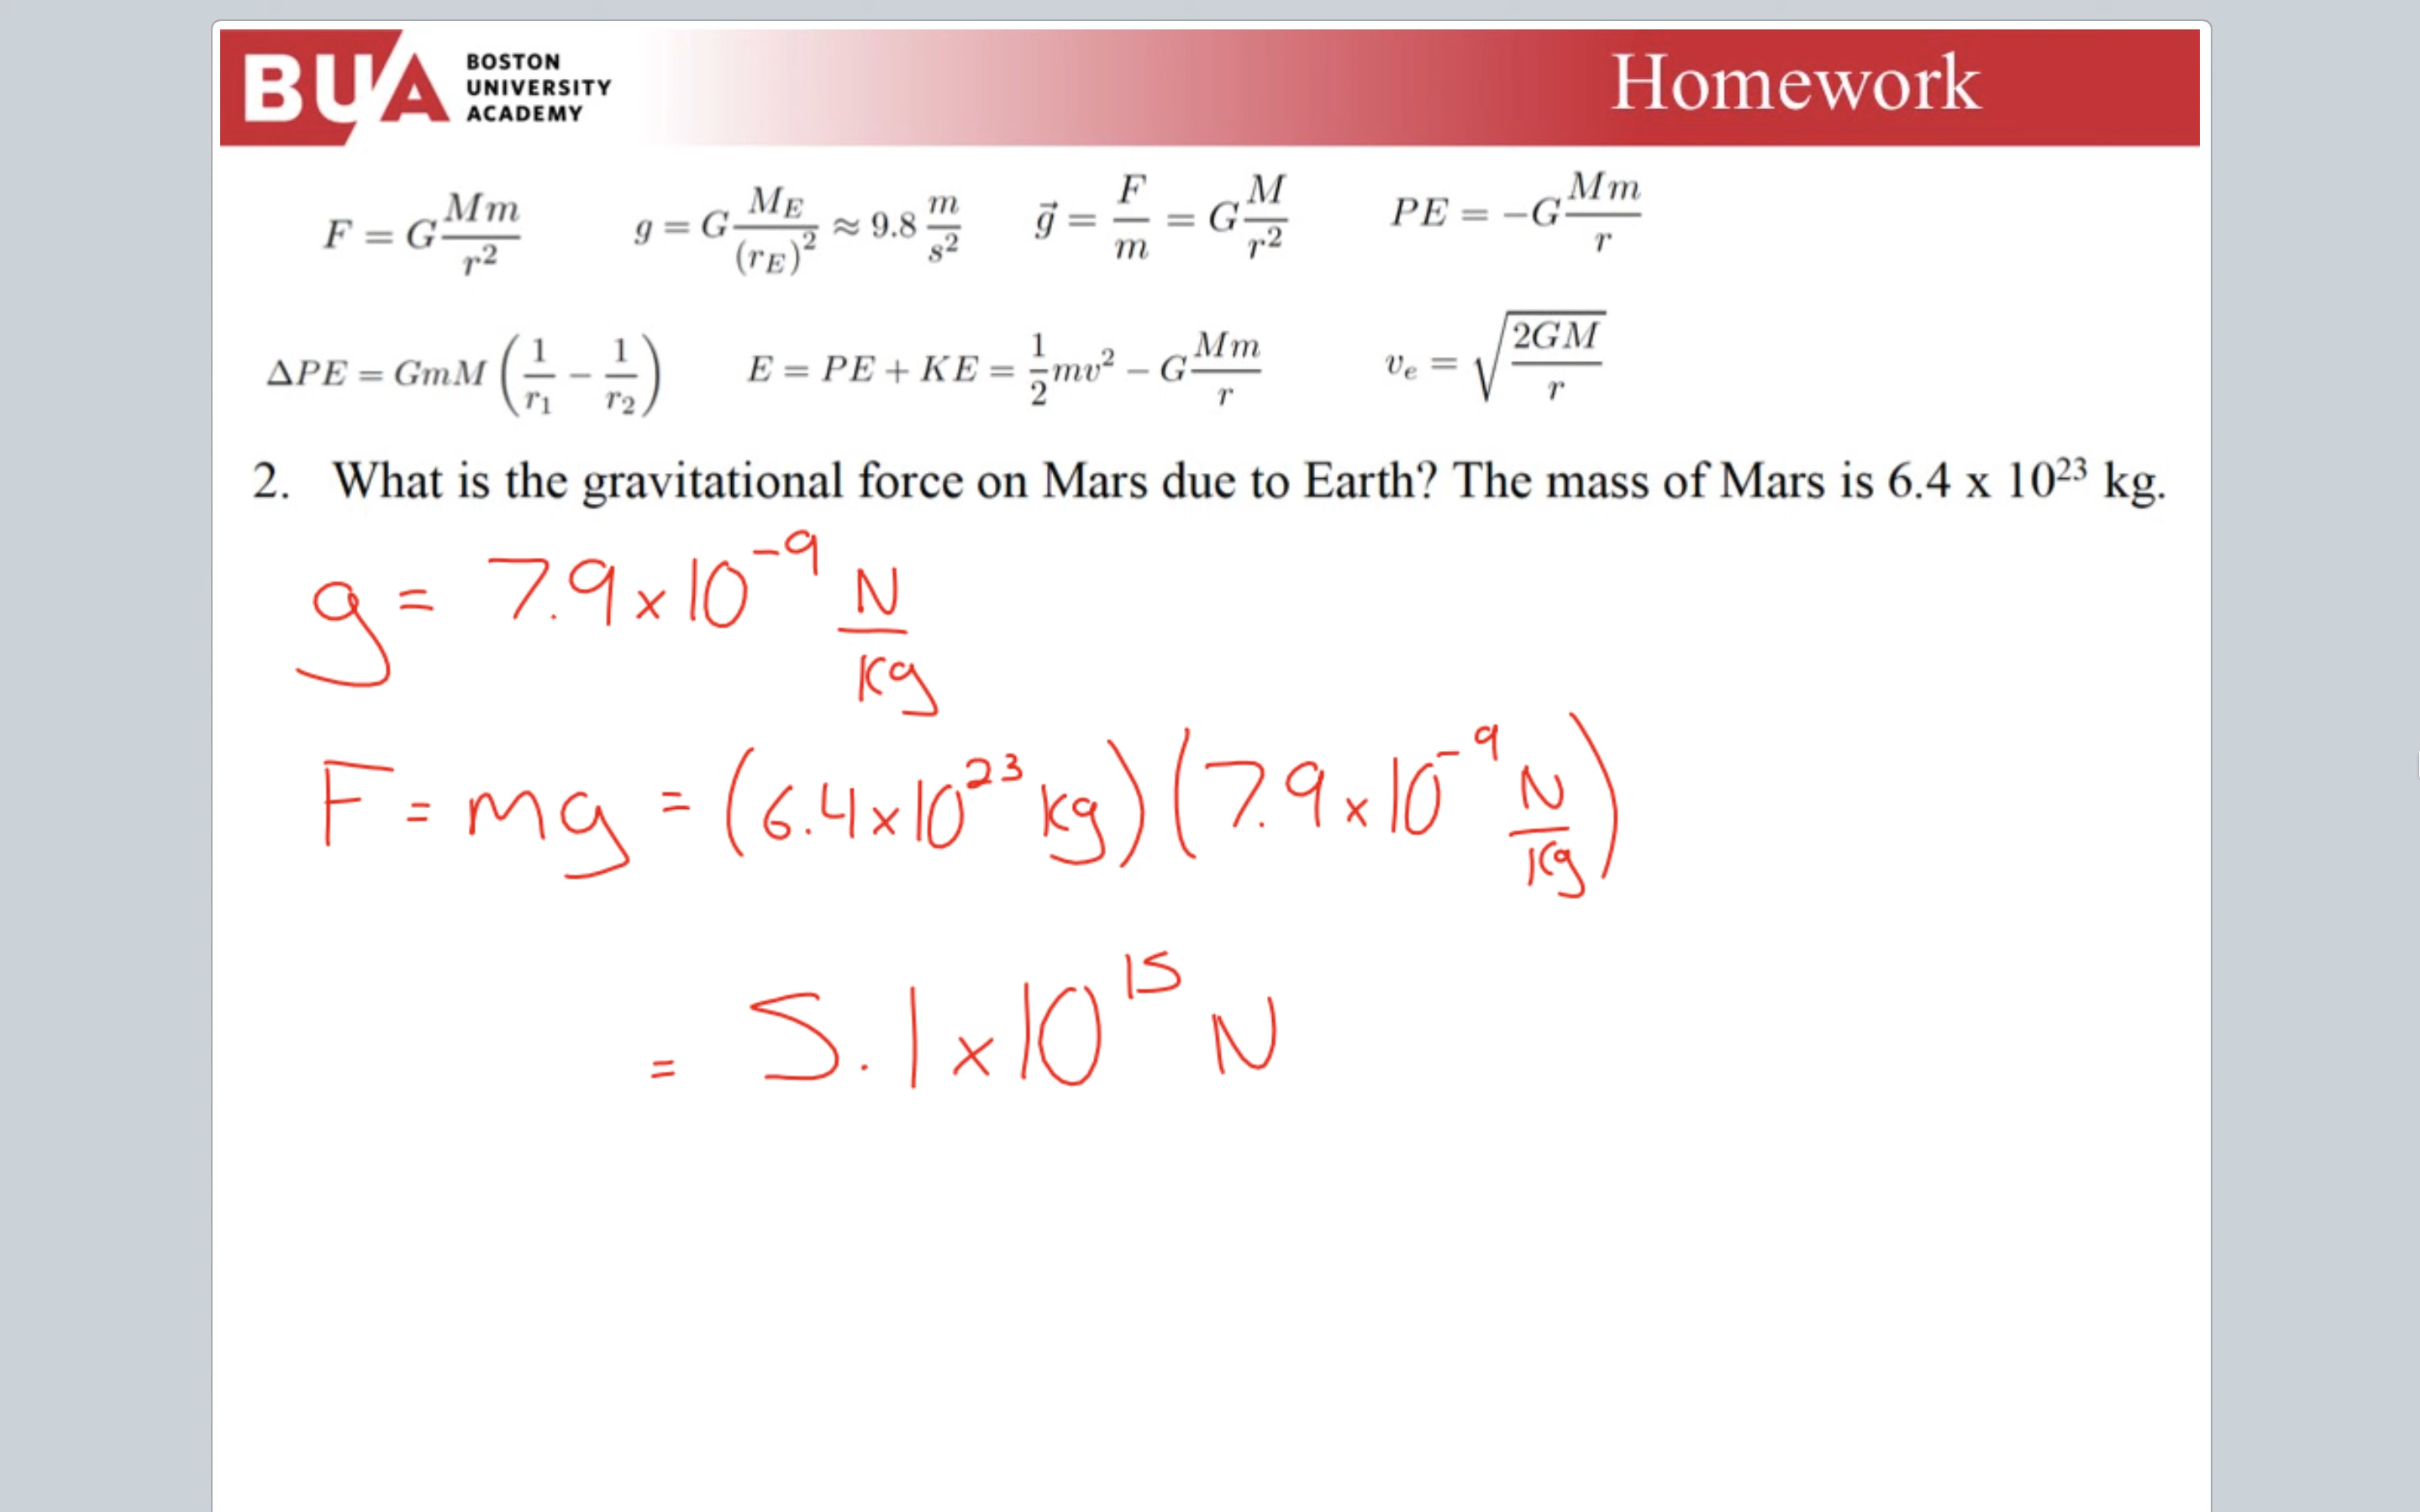 BUA BOSTON UNIVERSITY ACADEMY
Homework
F = G Mm/r² g = G M_E/(r_E)² ≈ 9.8 m/s² g⃗ = F/m = G M/r² PE = −G Mm/r
ΔPE = GmM (1/r₁ − 1/r₂) E = PE + KE = 1/2 mv² − G Mm/r vₑ = √(2GM/r)
2. What is the gravitational force on Mars due to Earth? The mass of Mars is 6.4 x 10²³ kg.
g = 7.9 x 10⁻⁹ N/kg
F = mg = (6.4 x 10²³ kg)(7.9 x 10⁻⁹ N/kg)
= 5.1 x 10¹⁵ N